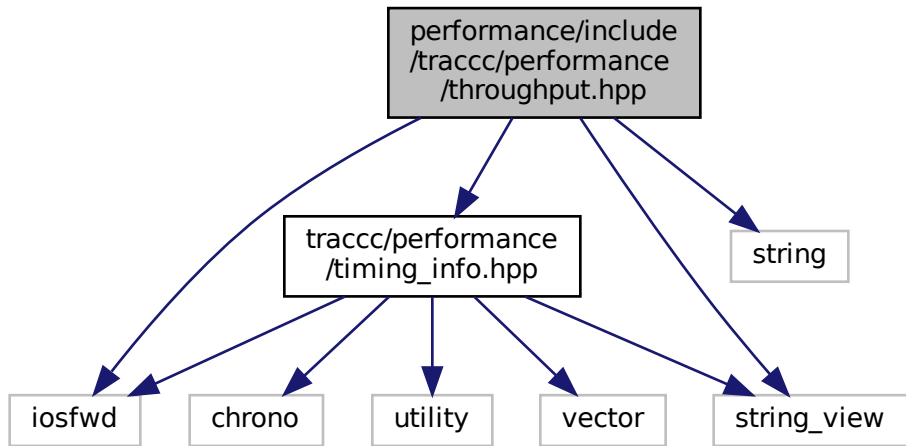 performance/include
/traccc/performance
/throughput.hpp
traccc/performance
/timing_info.hpp
string
iosfwd
chrono
utility
vector
string_view